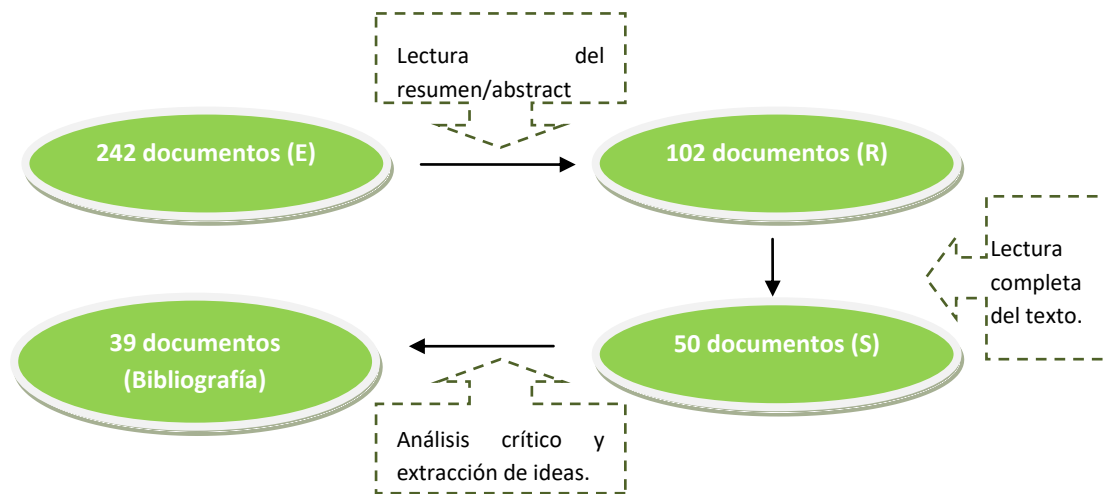 Lectura del
resumen/abstract
242 documentos (E)
102 documentos (R)
Lectura
completa
del texto.
50 documentos (S)
39 documentos
(Bibliografía)
Análisis crítico y
extracción de ideas.